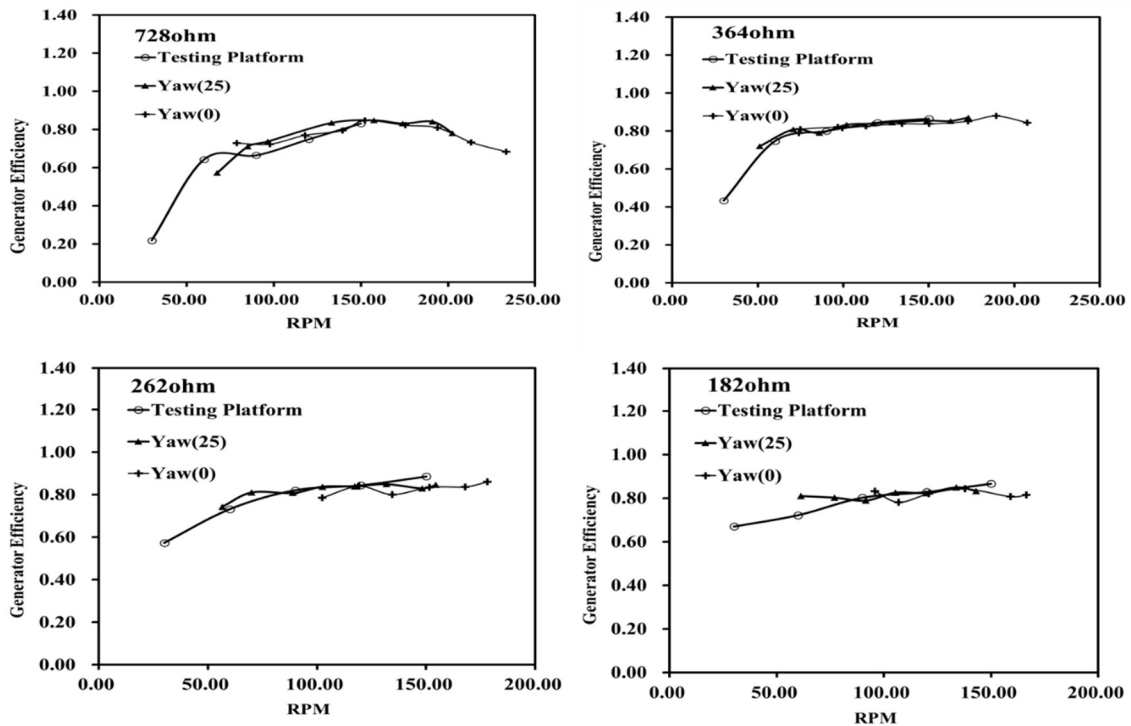 728ohm
Testing Platform
Yaw(25)
Yaw(0)
Generator Efficiency
1.40
1.20
1.00
0.80
0.60
0.40
0.20
0.00
0.00 50.00 100.00 150.00 200.00 250.00
RPM
364ohm
Testing Platform
Yaw(25)
Yaw(0)
Generator Efficiency
1.40
1.20
1.00
0.80
0.60
0.40
0.20
0.00
0.00 50.00 100.00 150.00 200.00 250.00
RPM
262ohm
Testing Platform
Yaw(25)
Yaw(0)
Generator Efficiency
1.40
1.20
1.00
0.80
0.60
0.40
0.20
0.00
0.00 50.00 100.00 150.00 200.00
RPM
182ohm
Testing Platform
Yaw(25)
Yaw(0)
Generator Efficiency
1.40
1.20
1.00
0.80
0.60
0.40
0.20
0.00
0.00 50.00 100.00 150.00 200.00
RPM